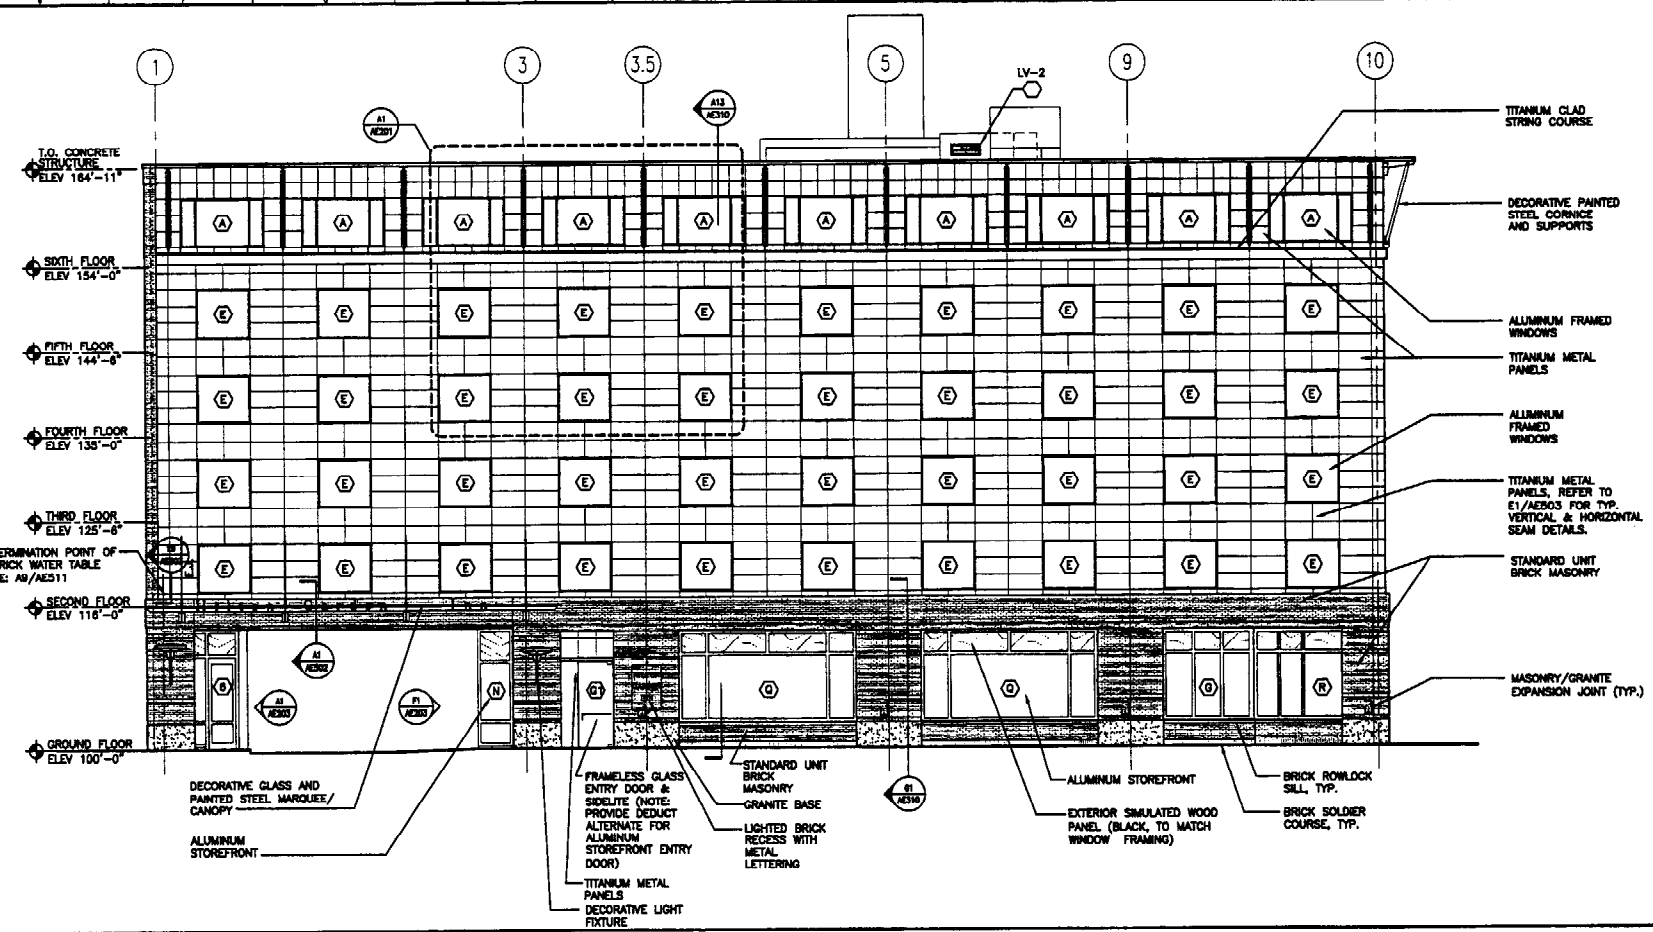 1
3
3.5
5
9
10
LV-2
A1
AE201
A13
AE310
TITANIUM CLAD
STRING COURSE
T.O. CONCRETE
STRUCTURE
ELEV 164'-11"
DECORATIVE PAINTED
STEEL CORNICE
AND SUPPORTS
A A A A A A A A A A
SIXTH FLOOR
ELEV 154'-0"
E E E E E E E E E E
ALUMINUM FRAMED
WINDOWS
FIFTH FLOOR
ELEV 144'-6"
TITANIUM METAL
PANELS
E E E E E E E E E E
ALUMINUM
FRAMED
WINDOWS
FOURTH FLOOR
ELEV 135'-0"
E E E E E E E E E E
TITANIUM METAL
PANELS, REFER TO
E1/AE503 FOR TYP.
VERTICAL & HORIZONTAL
SEAM DETAILS.
THIRD FLOOR
ELEV 125'-6"
ERMINATION POINT OF
RICK WATER TABLE
E: A9/AE511
E E E E E E E E E E
STANDARD UNIT
BRICK MASONRY
SECOND FLOOR
ELEV 116'-0"
Garden Inn
A1
AE502
N
G1
Q
Q
G
R
A1
AE203
F1
AE203
MASONRY/GRANITE
EXPANSION JOINT (TYP.)
GROUND FLOOR
ELEV 100'-0"
DECORATIVE GLASS AND
PAINTED STEEL MARQUEE/
CANOPY
ALUMINUM
STOREFRONT
FRAMELESS GLASS
ENTRY DOOR &
SIDELITE (NOTE:
PROVIDE DEDUCT
ALTERNATE FOR
ALUMINUM
STOREFRONT ENTRY
DOOR)
TITANIUM METAL
PANELS
DECORATIVE LIGHT
FIXTURE
STANDARD UNIT
BRICK
MASONRY
GRANITE BASE
LIGHTED BRICK
RECESS WITH
METAL
LETTERING
G1
AE310
ALUMINUM STOREFRONT
EXTERIOR SIMULATED WOOD
PANEL (BLACK, TO MATCH
WINDOW FRAMING)
BRICK ROWLOCK
SILL, TYP.
BRICK SOLDIER
COURSE, TYP.